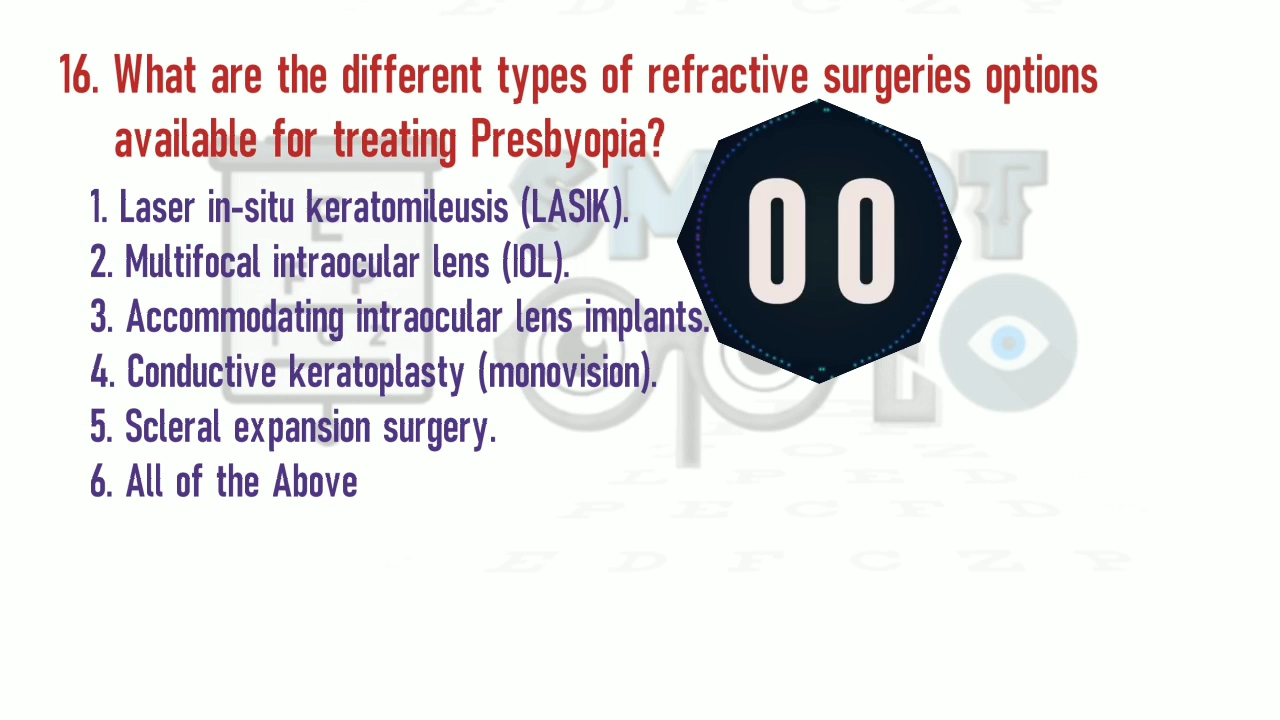 16. What are the different types of refractive surgeries options
available for treating Presbyopia?
00
1. Laser in-situ keratomileusis (LASIK).
2. Multifocal intraocular lens (IOL).
3. Accommodating intraocular lens implants.
4. Conductive keratoplasty (monovision).
5. Scleral expansion surgery.
6. All of the Above
L F E D
P E C F D
E D F C Z P